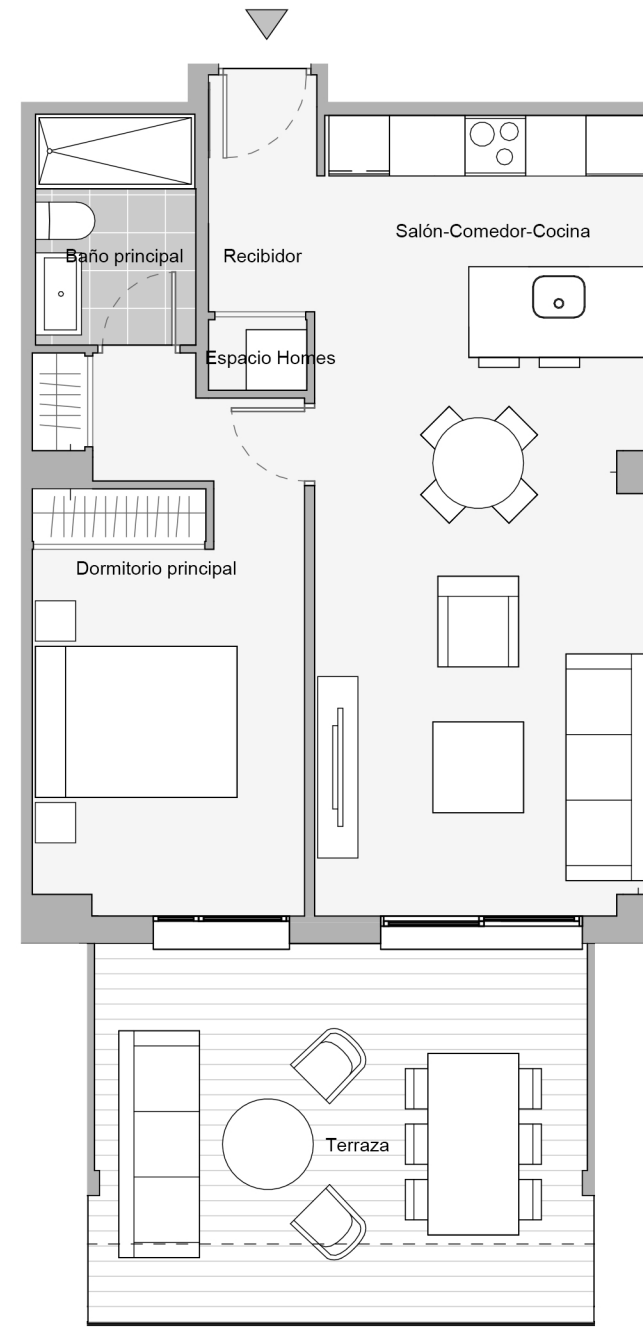 Salón-Comedor-Cocina
Baño principal
Recibidor
Espacio Homes
Dormitorio principal
Terraza